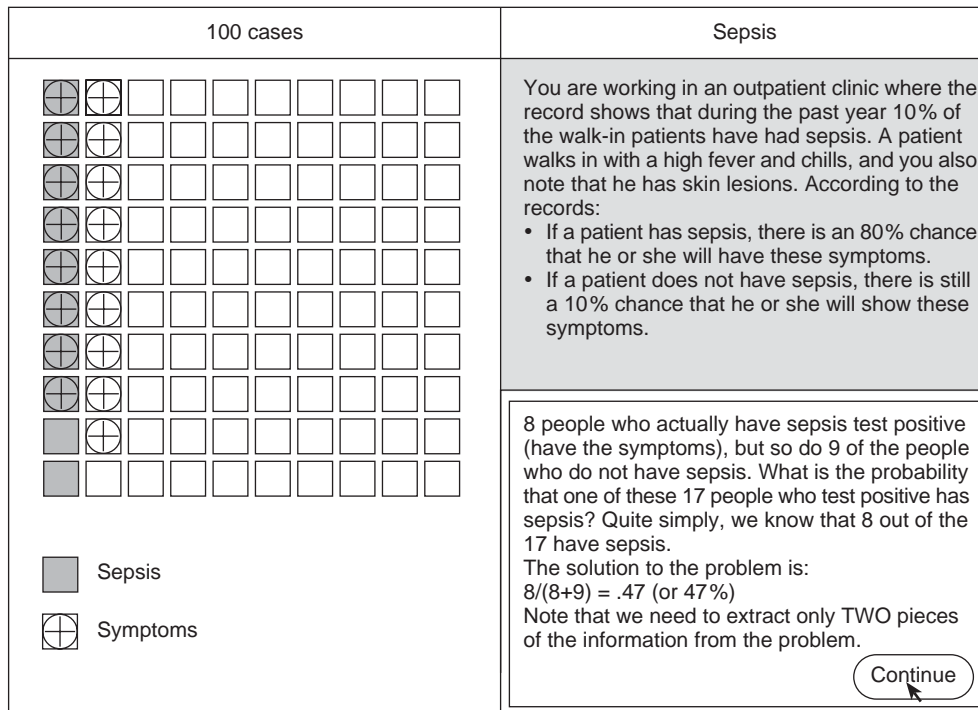 100 cases
Sepsis
You are working in an outpatient clinic where the
record shows that during the past year 10% of
the walk-in patients have had sepsis. A patient
walks in with a high fever and chills, and you also
note that he has skin lesions. According to the
records:
• If a patient has sepsis, there is an 80% chance
that he or she will have these symptoms.
• If a patient does not have sepsis, there is still
a 10% chance that he or she will show these
symptoms.
8 people who actually have sepsis test positive
(have the symptoms), but so do 9 of the people
who do not have sepsis. What is the probability
that one of these 17 people who test positive has
sepsis? Quite simply, we know that 8 out of the
17 have sepsis.
The solution to the problem is:
8/(8+9) = .47 (or 47%)
Note that we need to extract only TWO pieces
of the information from the problem.
Continue
Sepsis
Symptoms